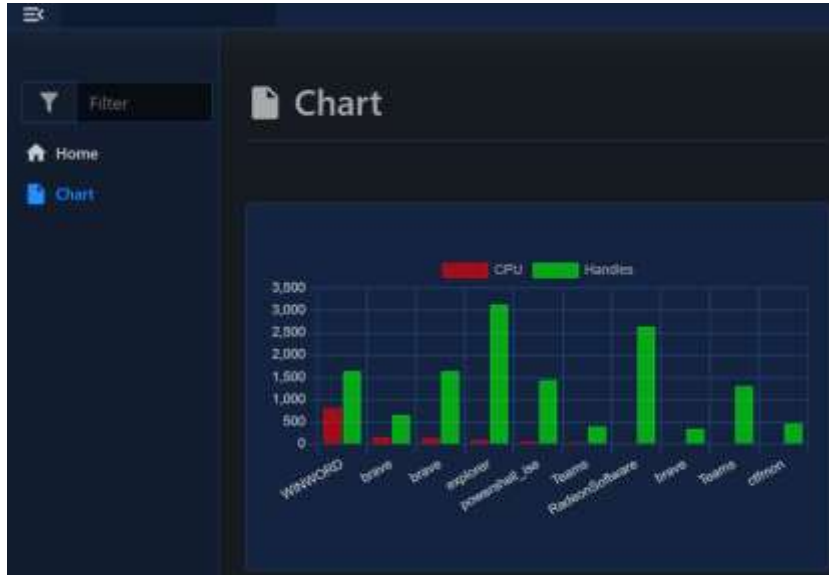 Filter
Chart
Home
Chart
CPU Handles
3,500
3,000
2,500
2,000
1,500
1,000
500
0
WINWORD brave brave explorer powershell_ise Teams RadeonSoftware brave Teams ctfmon